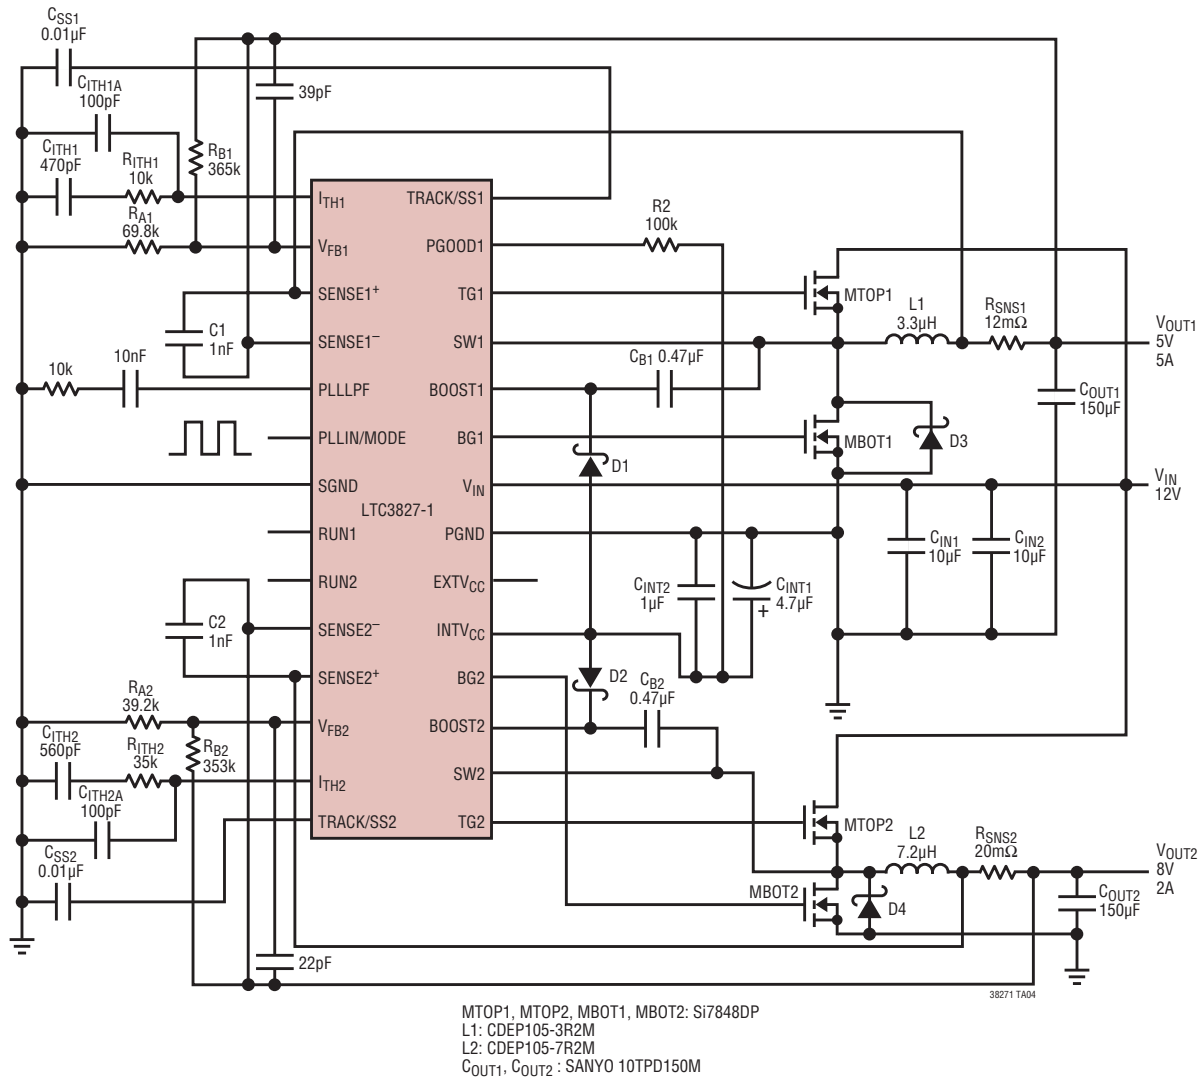 CSS1
0.01µF
CITH1A
100pF
39pF
CITH1
470pF
RITH1
10k
RB1
365k
RA1
69.8k
ITH1
TRACK/SS1
R2
100k
VFB1
PGOOD1
SENSE1+
TG1
MTOP1
L1
3.3µH
RSNS1
12mΩ
VOUT1
5V
5A
C1
1nF
SENSE1–
SW1
10k
10nF
CB1 0.47µF
PLLLPF
BOOST1
COUT1
150µF
PLLIN/MODE
BG1
MBOT1
D3
D1
SGND
VIN
VIN
12V
LTC3827-1
RUN1
PGND
CIN1
10µF
CIN2
10µF
RUN2
EXTVCC
CINT2
1µF
CINT1
4.7µF
+
C2
1nF
SENSE2–
INTVCC
SENSE2+
BG2
D2
CB2
0.47µF
RA2
39.2k
VFB2
BOOST2
CITH2
560pF
RITH2
35k
RB2
353k
ITH2
SW2
CITH2A
100pF
TRACK/SS2
TG2
MTOP2
L2
7.2µH
RSNS2
20mΩ
VOUT2
8V
2A
CSS2
0.01µF
MBOT2
D4
COUT2
150µF
22pF
38271 TA04
MTOP1, MTOP2, MBOT1, MBOT2: Si7848DP
L1: CDEP105-3R2M
L2: CDEP105-7R2M
COUT1, COUT2 : SANYO 10TPD150M